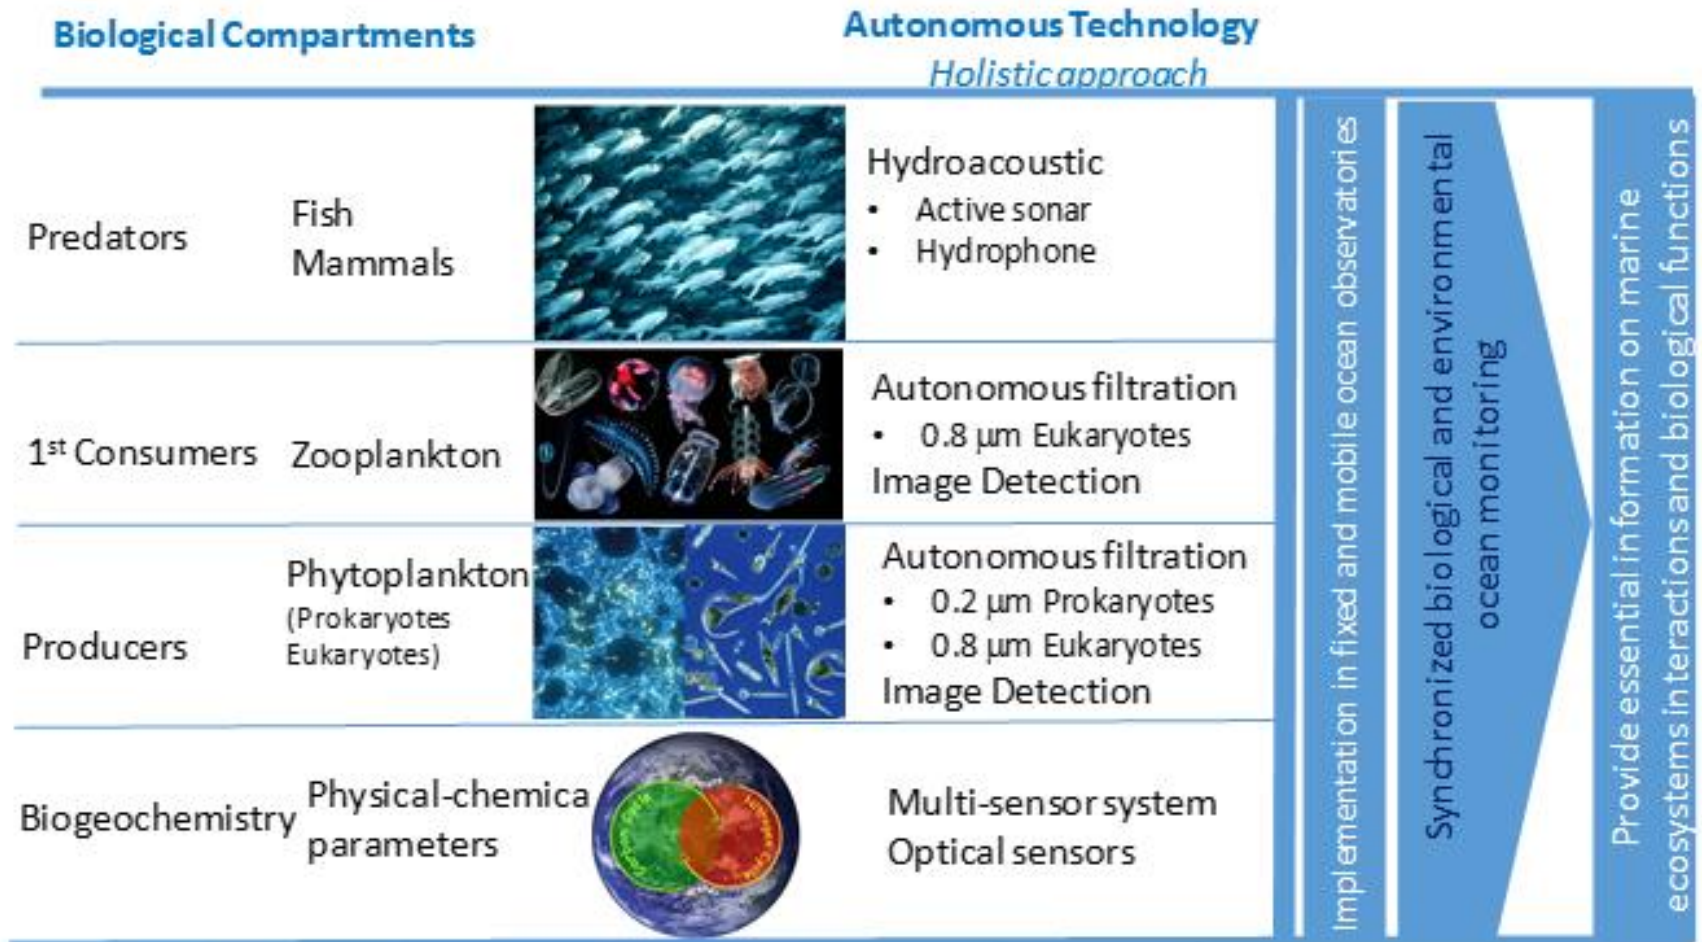 Biological Compartments
Autonomous Technology
Holistic approach
Predators
Fish
Mammals
Hydroacoustic
• Active sonar
• Hydrophone
1st Consumers
Zooplankton
Autonomous filtration
• 0.8 µm Eukaryotes
Image Detection
Producers
Phytoplankton
(Prokaryotes
Eukaryotes)
Autonomous filtration
• 0.2 µm Prokaryotes
• 0.8 µm Eukaryotes
Image Detection
Biogeochemistry
Physical-chemica
parameters
Multi-sensor system
Optical sensors
Implementation in fixed and mobile ocean observatories
Synchronized biological and environmental
ocean monitoring
Provide essential information on marine
ecosystems interactions and biological functions